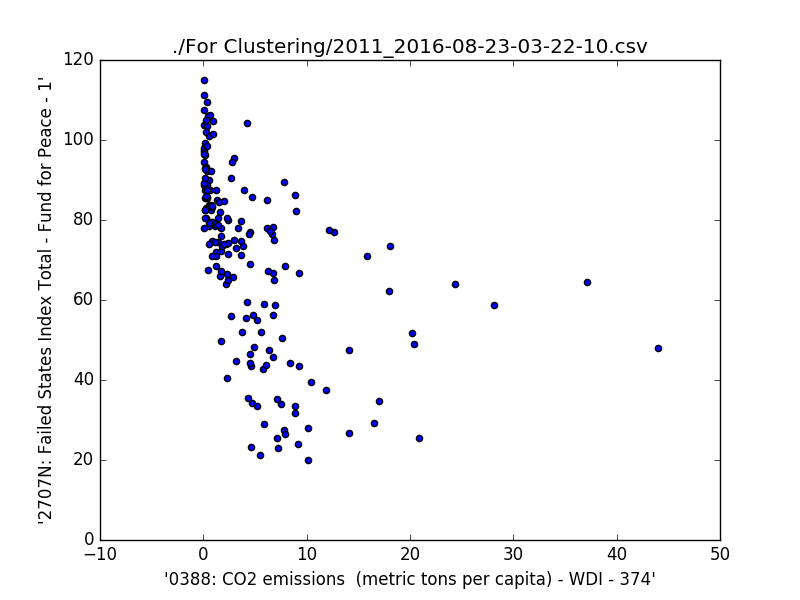 ./For Clustering/2011_2016-08-23-03-22-10.csv
120
100
80
60
40
20
0
'2707N: Failed States Index Total - Fund for Peace - 1'
−10 0 10 20 30 40 50
'0388: CO2 emissions  (metric tons per capita) - WDI - 374'